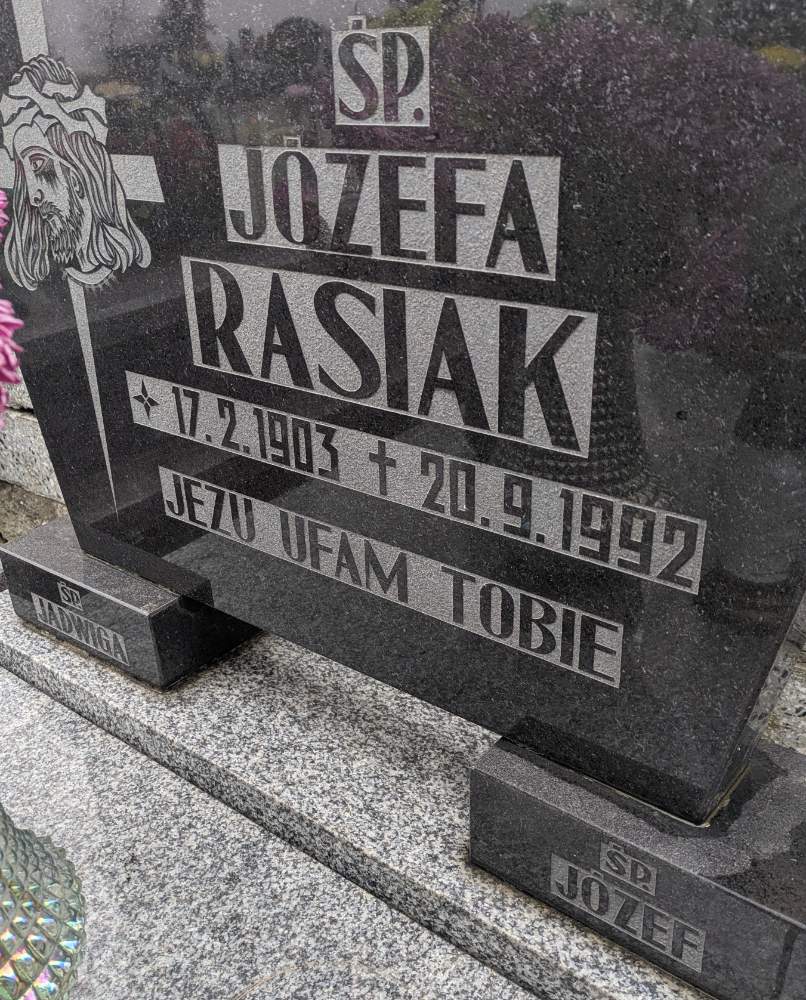 ŚP.
JÓZEFA
RASIAK
17.2.1903 † 20.9.1992
JEZU UFAM TOBIE
ŚP.
JADWIGA
ŚP.
JÓZEF